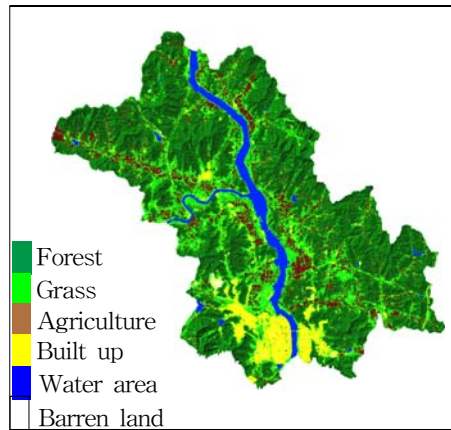 Forest
Grass
Agriculture
Built up
Water area
Barren land